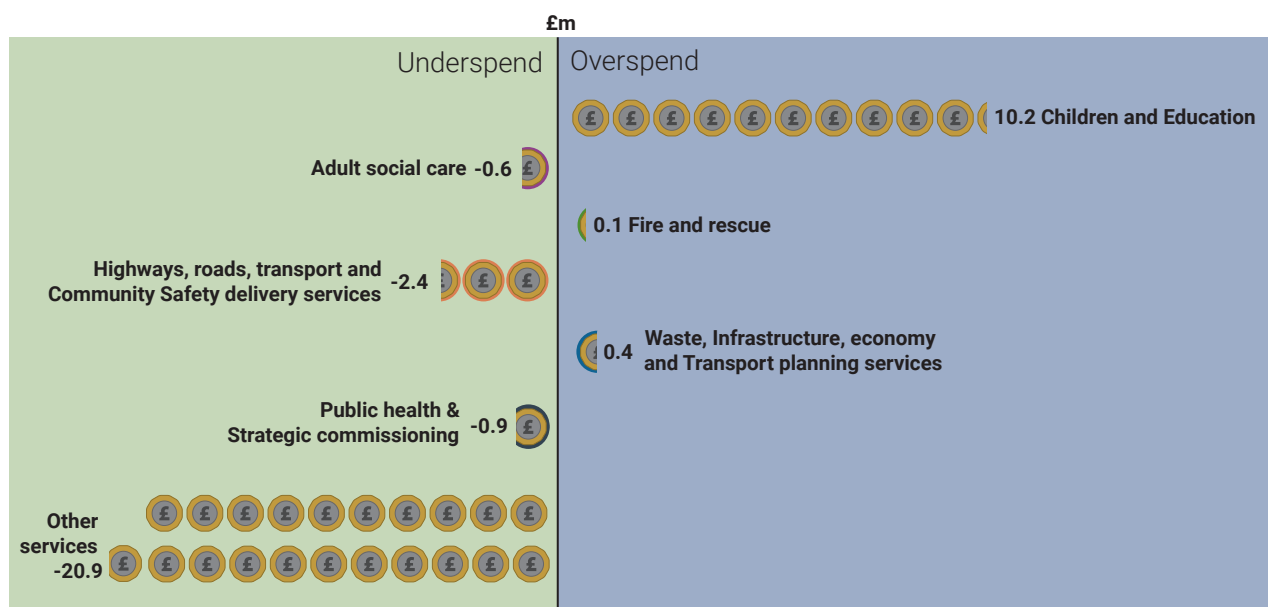 £m
Underspend
Overspend
10.2 Children and Education
Adult social care -0.6
0.1 Fire and rescue
Highways, roads, transport and
Community Safety delivery services
-2.4
0.4
Waste, Infrastructure, economy
and Transport planning services
Public health &
Strategic commissioning
-0.9
Other
services
-20.9